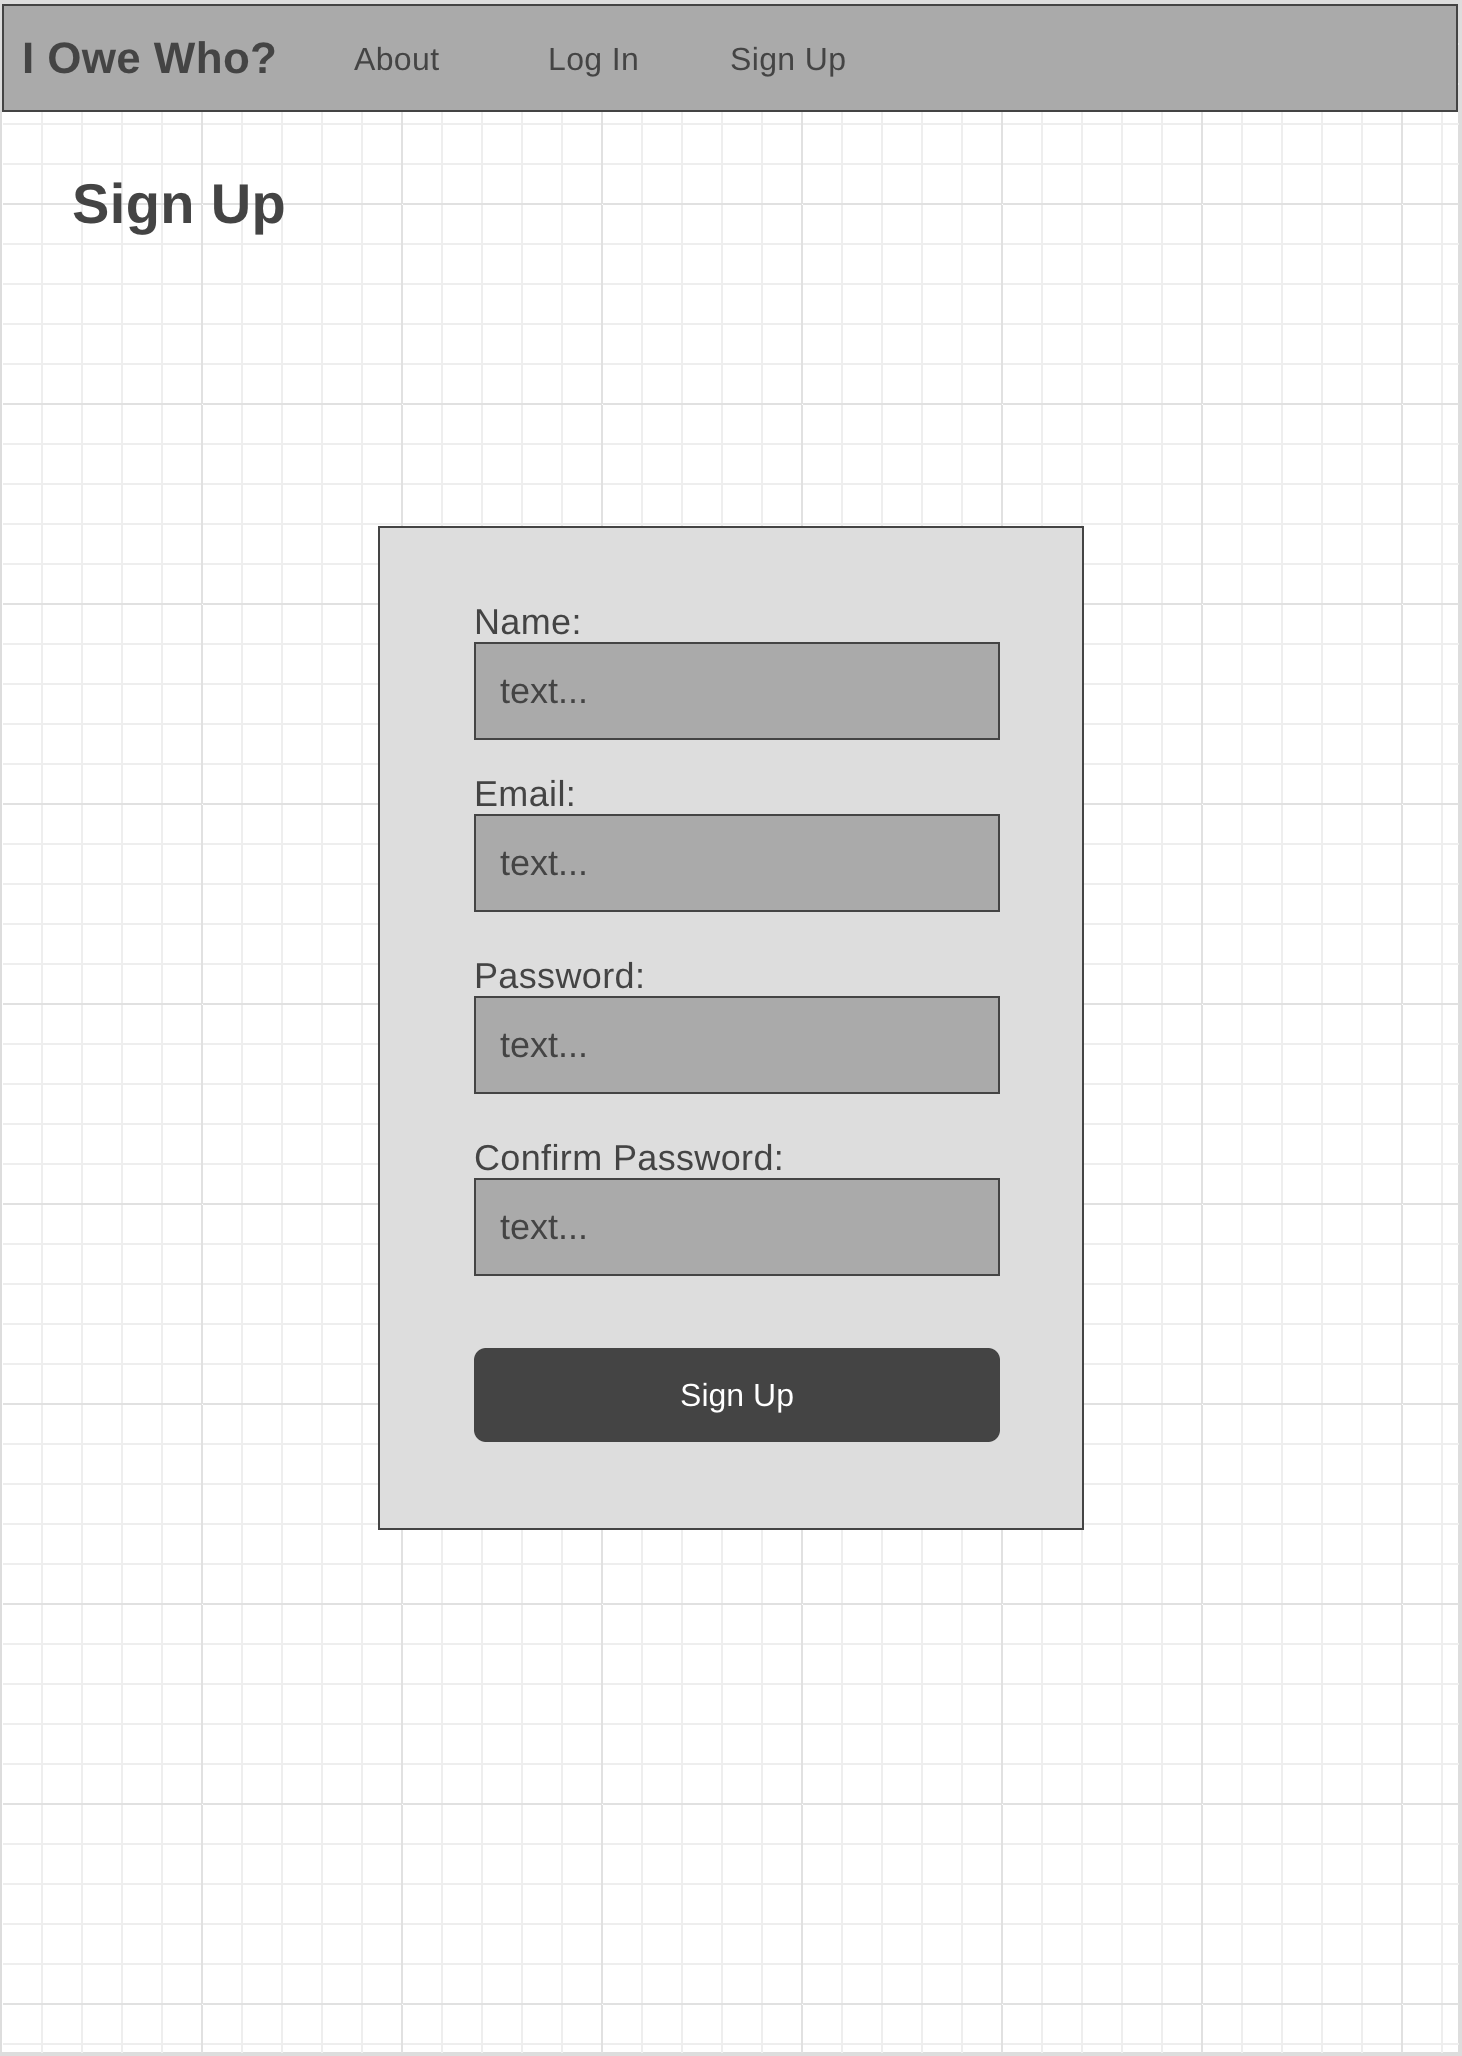 I Owe Who? About Log In Sign Up
Sign Up
Name:
text...
Email:
text...
Password:
text...
Confirm Password:
text...
Sign Up